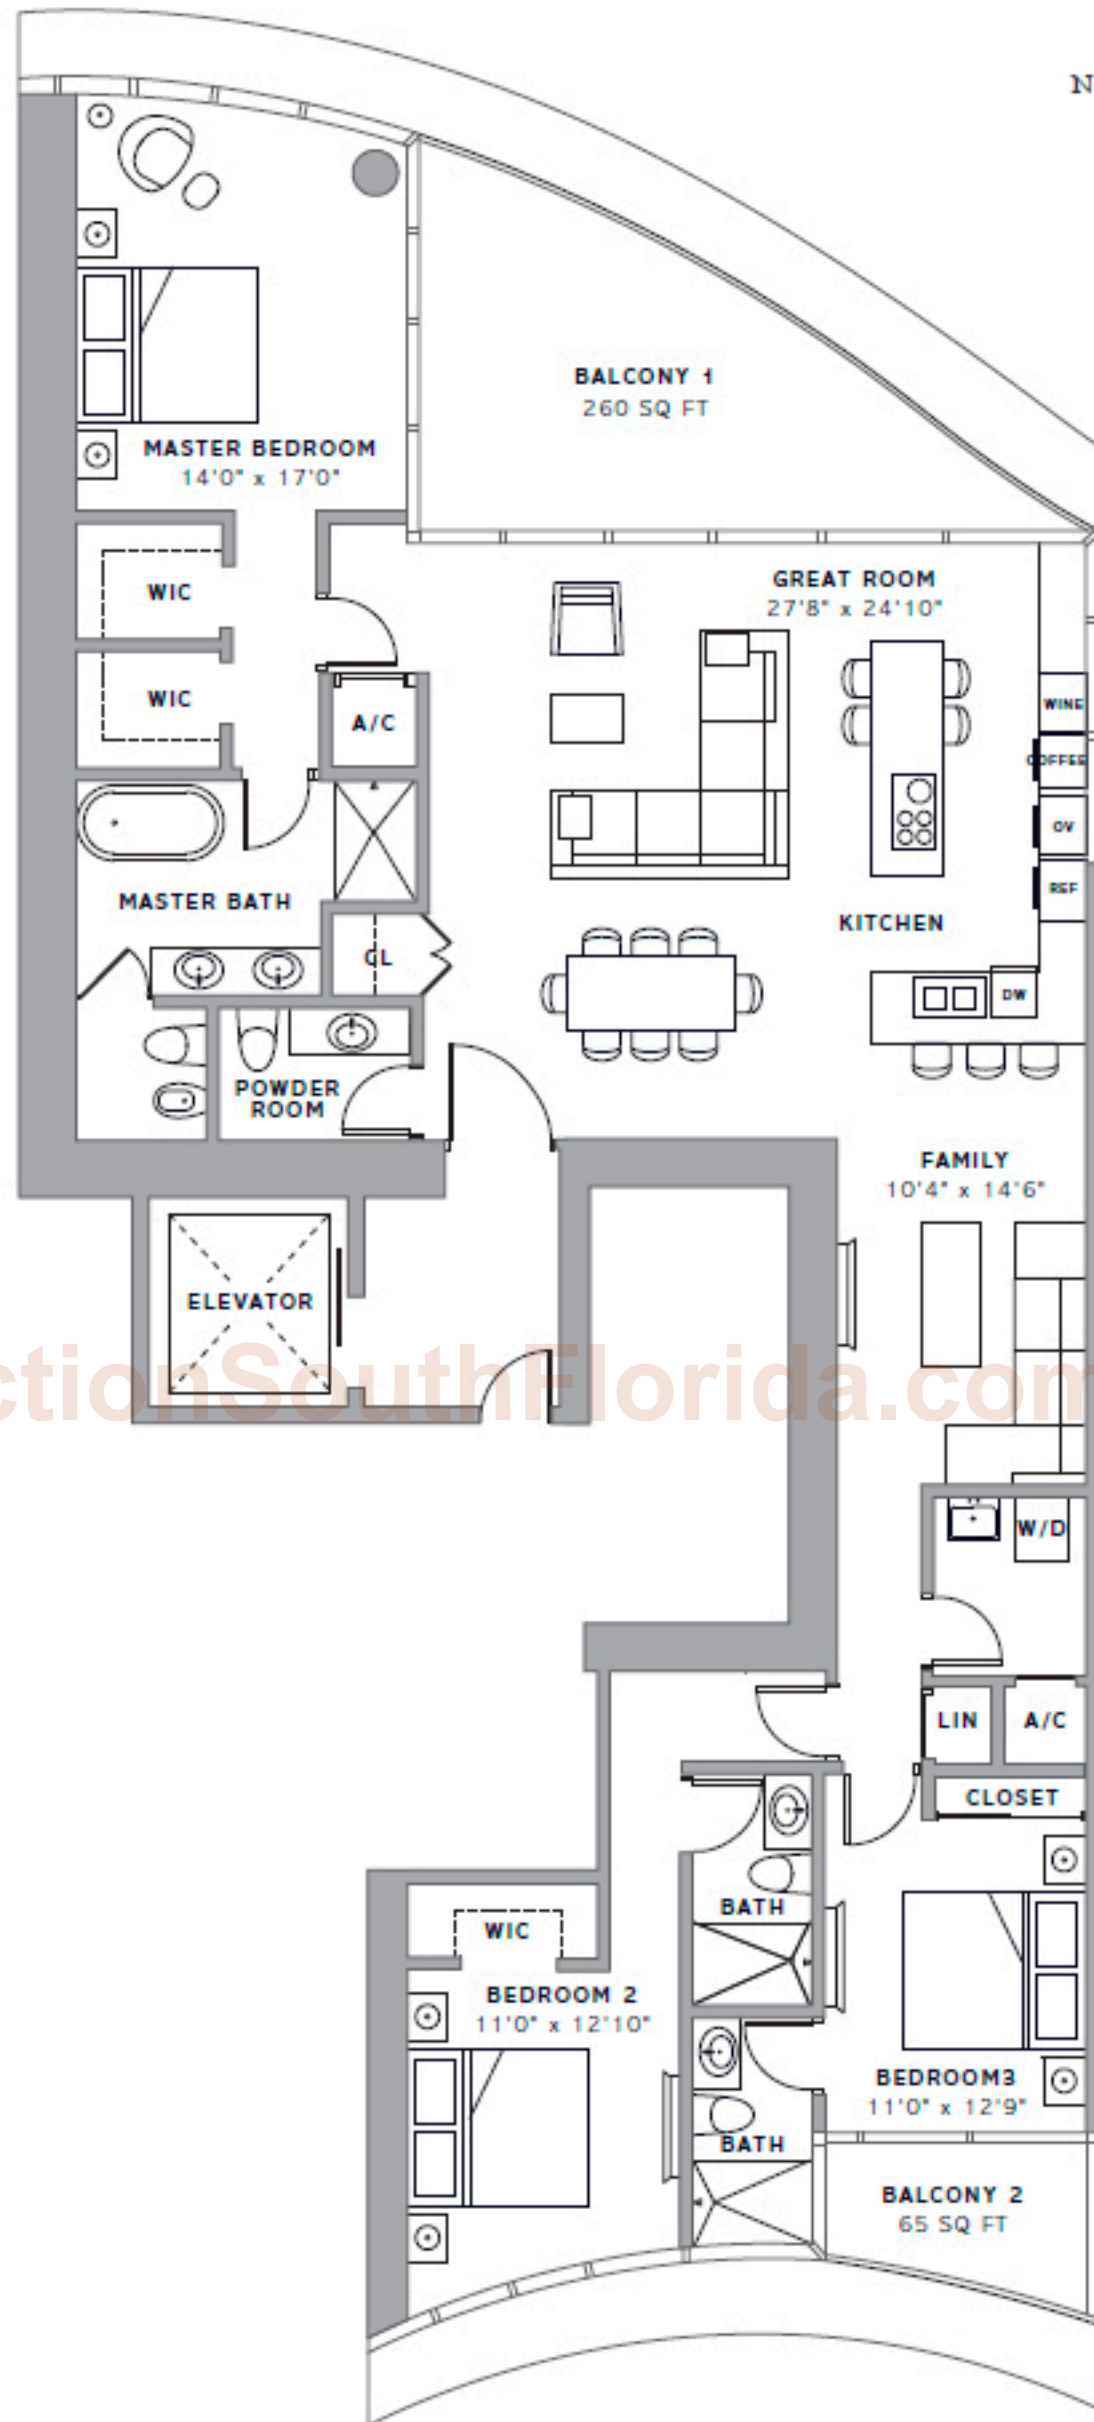 N
BALCONY 1
260 SQ FT
MASTER BEDROOM
14'0" x 17'0"
GREAT ROOM
27'8" x 24'10"
WIC
WIC
A/C
WINE
COFFEE
OV
REF
MASTER BATH
KITCHEN
CL
DW
POWDER
ROOM
FAMILY
10'4" x 14'6"
ELEVATOR
ctionSouthFlorida.com
W/D
LIN
A/C
CLOSET
BATH
WIC
BEDROOM 2
11'0" x 12'10"
BEDROOM3
11'0" x 12'9"
BATH
BALCONY 2
65 SQ FT